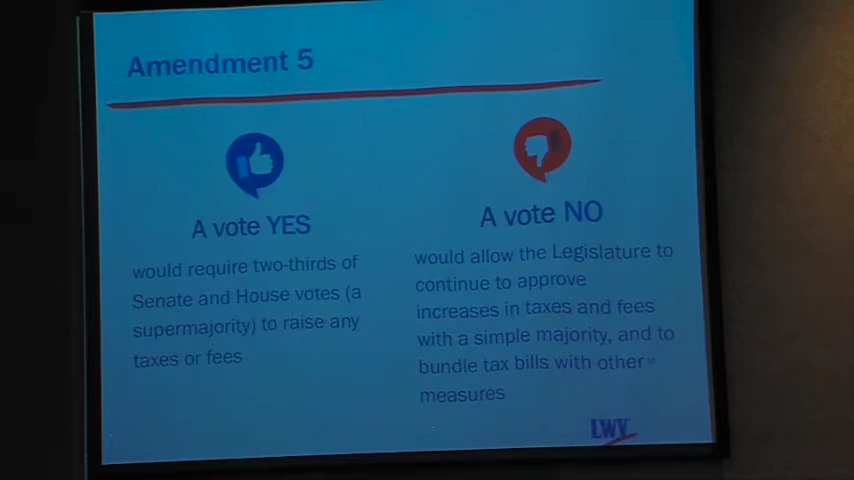 Amendment 5
A vote YES
would require two-thirds of
Senate and House votes (a
supermajority) to raise any
taxes or fees
A vote NO
would allow the Legislature to
continue to approve
increases in taxes and fees
with a simple majority, and to
bundle tax bills with other
measures
LWV